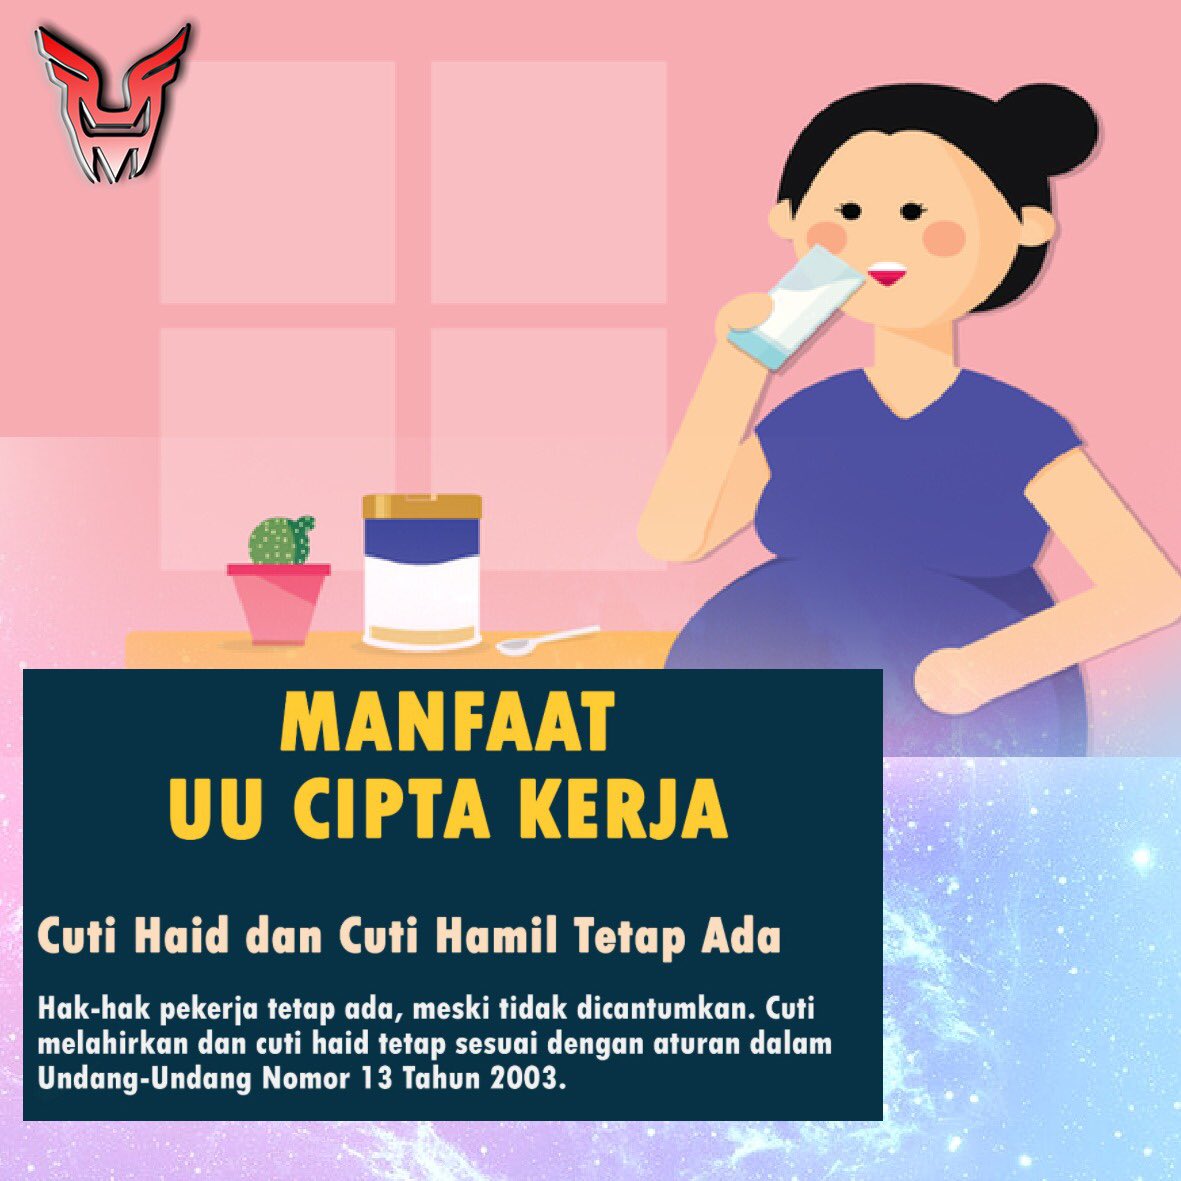 MANFAAT
UU CIPTA KERJA
Cuti Haid dan Cuti Hamil Tetap Ada
Hak-hak pekerja tetap ada, meski tidak dicantumkan. Cuti
melahirkan dan cuti haid tetap sesuai dengan aturan dalam
Undang-Undang Nomor 13 Tahun 2003.